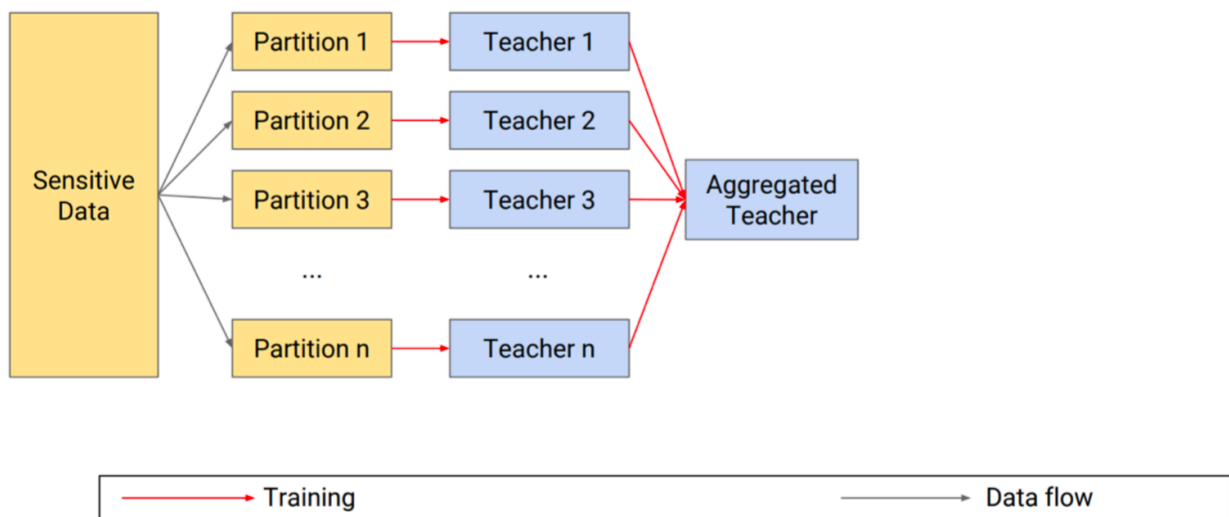 Sensitive
Data
Partition 1
Teacher 1
Partition 2
Teacher 2
Partition 3
Teacher 3
...
...
Partition n
Teacher n
Aggregated
Teacher
Training
Data flow